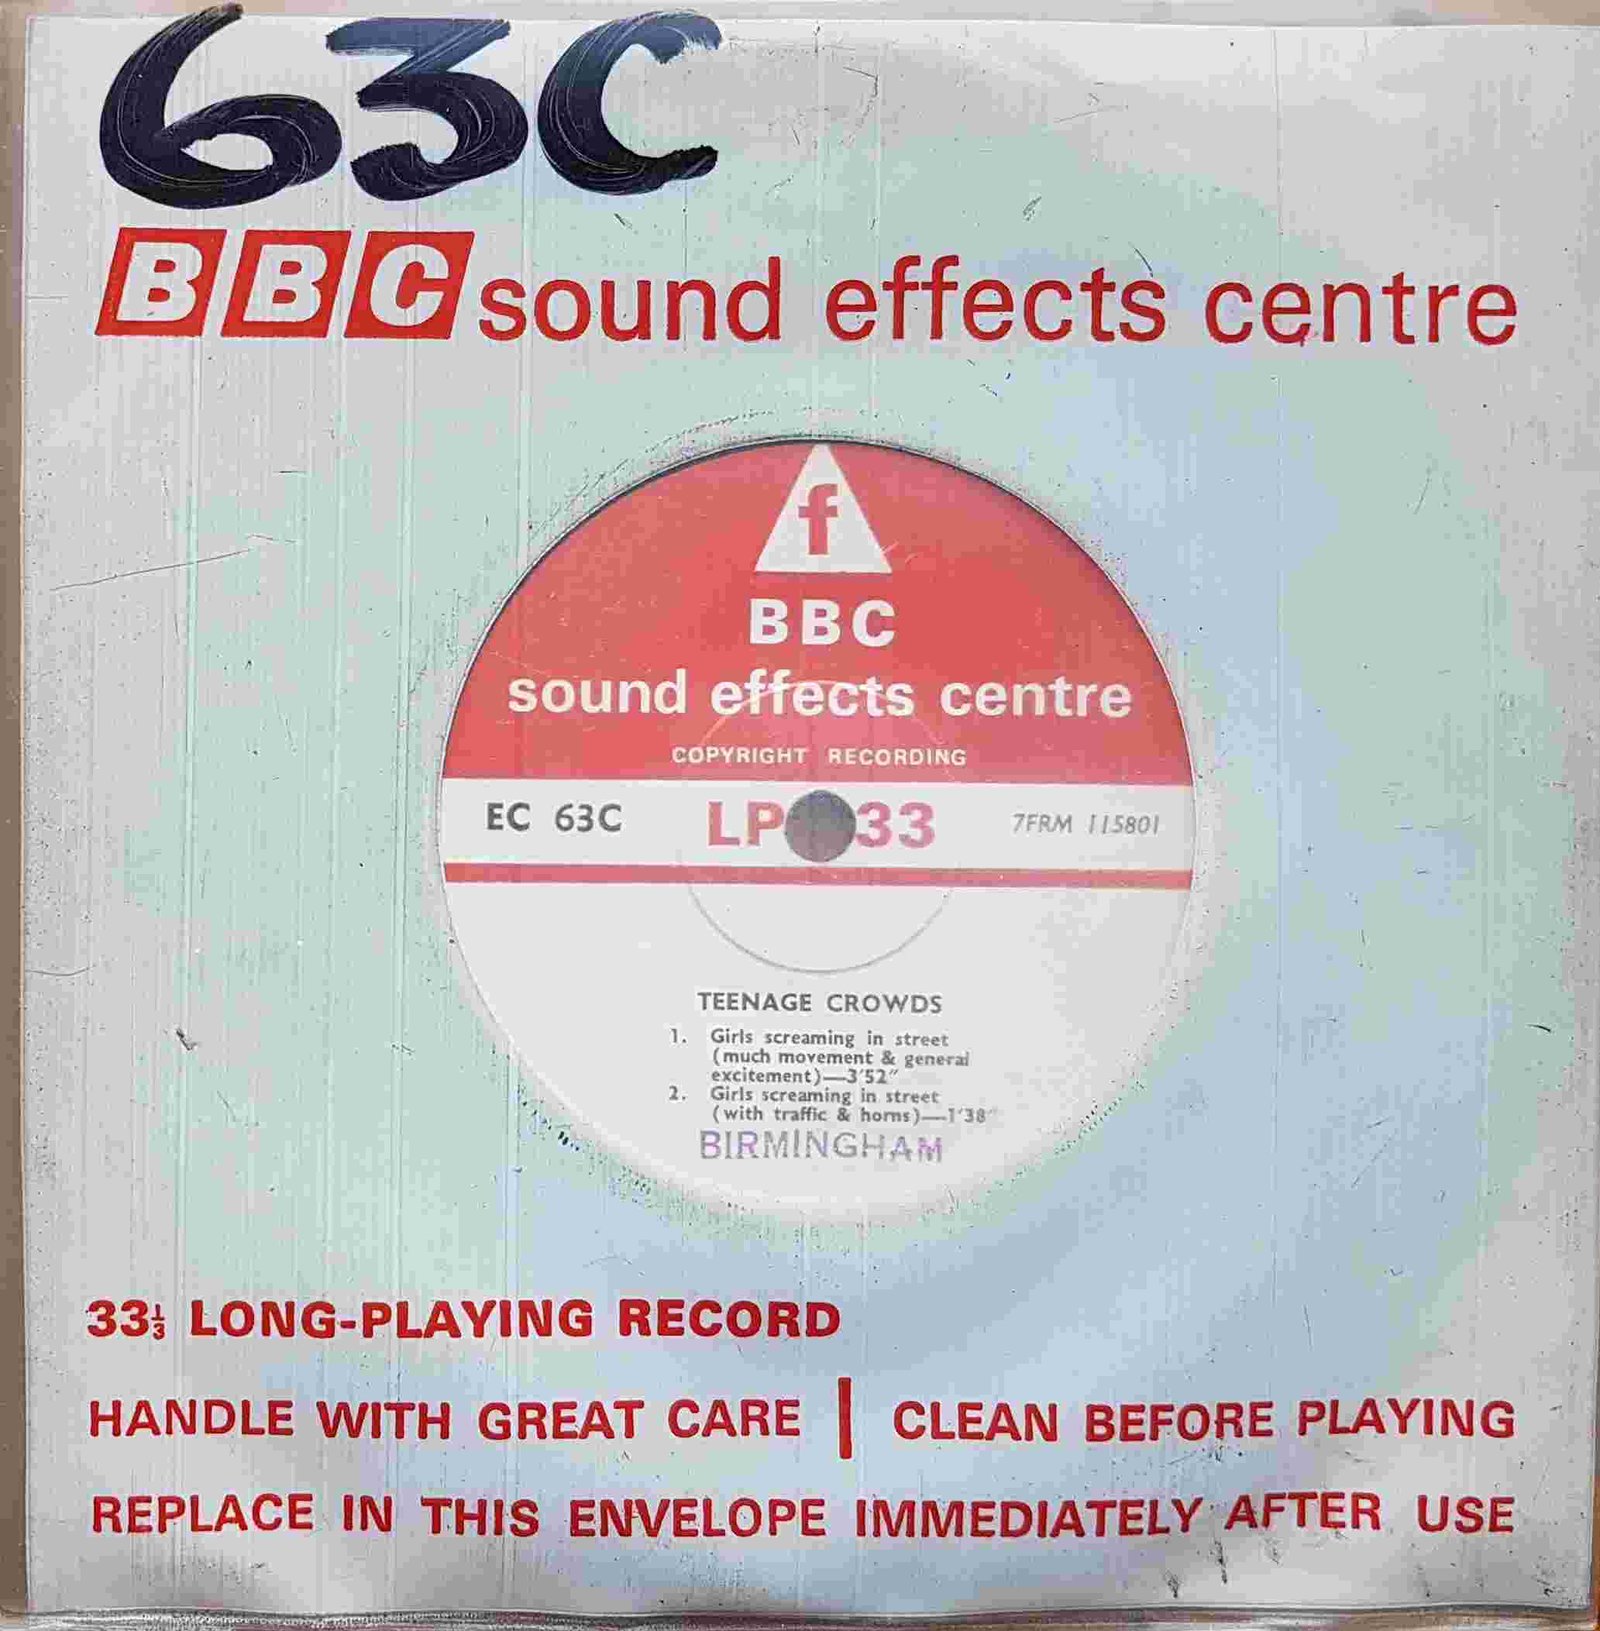 63C
BBC sound effects centre
f
BBC
sound effects centre
COPYRIGHT RECORDING
EC 63C LP 33 7FRM 115801
TEENAGE CROWDS
1. Girls screaming in street
(much movement & general
excitement)—3'52"
2. Girls screaming in street
(with traffic & horns)—1'38"
BIRMINGHAM
33⅓ LONG-PLAYING RECORD
HANDLE WITH GREAT CARE | CLEAN BEFORE PLAYING
REPLACE IN THIS ENVELOPE IMMEDIATELY AFTER USE